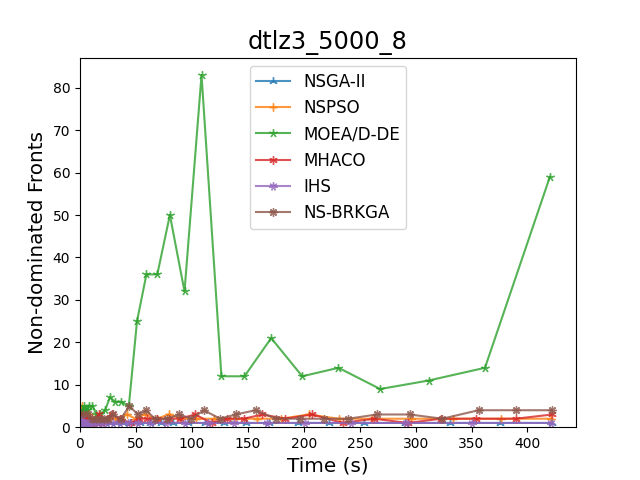 dtlz3_5000_8
Non-dominated Fronts
80
70
60
50
40
30
20
10
0
NSGA-II
NSPSO
MOEA/D-DE
MHACO
IHS
NS-BRKGA
0 50 100 150 200 250 300 350 400
Time (s)